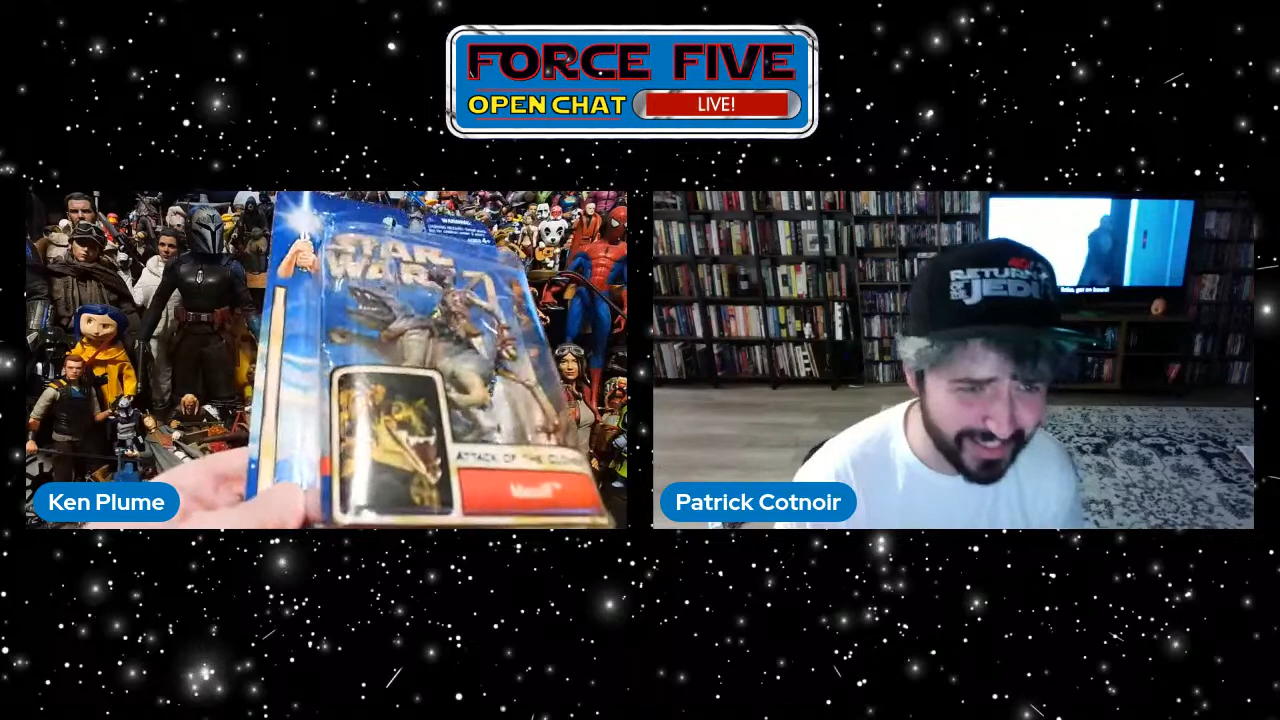 FORCE FIVE
OPEN CHAT
LIVE!
WARNING:
STAR
WARS
RETURN
OF THE JEDI
ATTACK OF THE CLONES
Ken Plume
Patrick Cotnoir